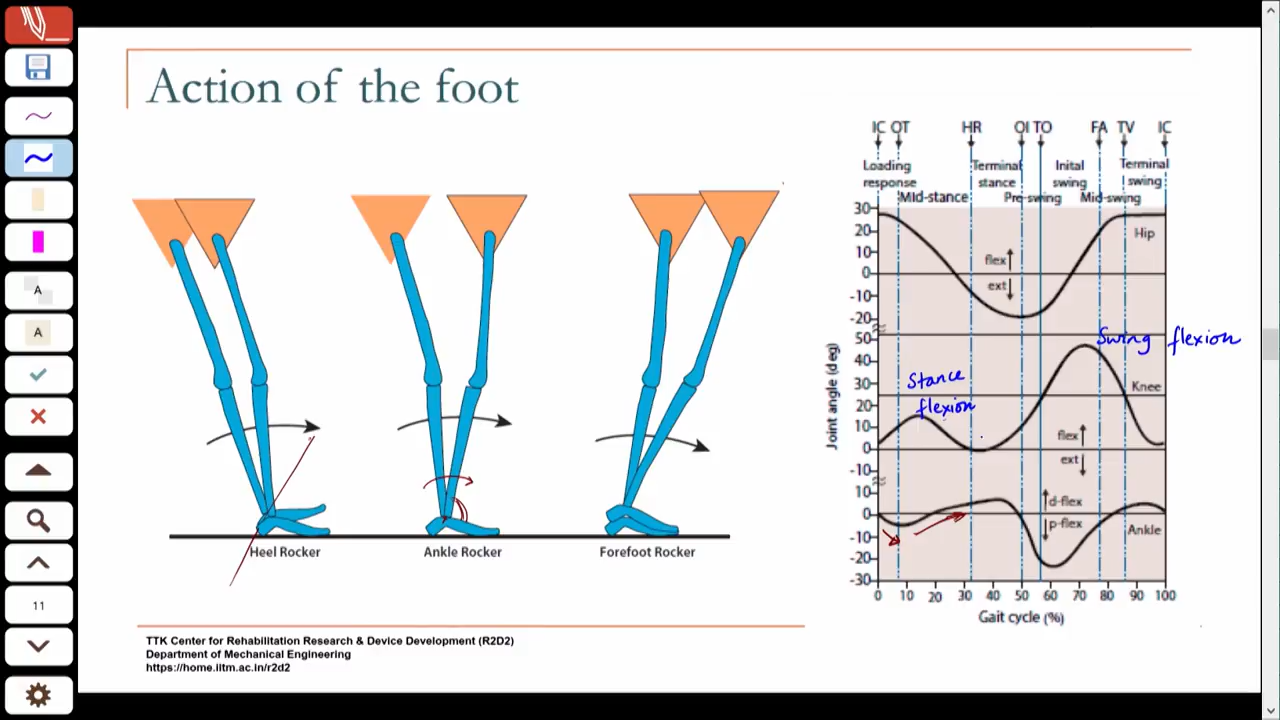 Action of the foot
IC OT HR OI TO FA TV IC
Loading response
Mid-stance
Terminal stance
Pre-swing
Inital swing
Mid-swing
Terminal swing
Joint angle (deg)
30
20
10
0
-10
-20
Hip
flex
ext
50
40
30
20
10
0
-10
Knee
flex
ext
Stance
flexion
Swing flexion
10
0
-10
-20
-30
d-flex
p-flex
Ankle
0 10 20 30 40 50 60 70 80 90 100
Gait cycle (%)
Heel Rocker Ankle Rocker Forefoot Rocker
TTK Center for Rehabilitation Research & Device Development (R2D2)
Department of Mechanical Engineering
https://home.iitm.ac.in/r2d2
A
A
11